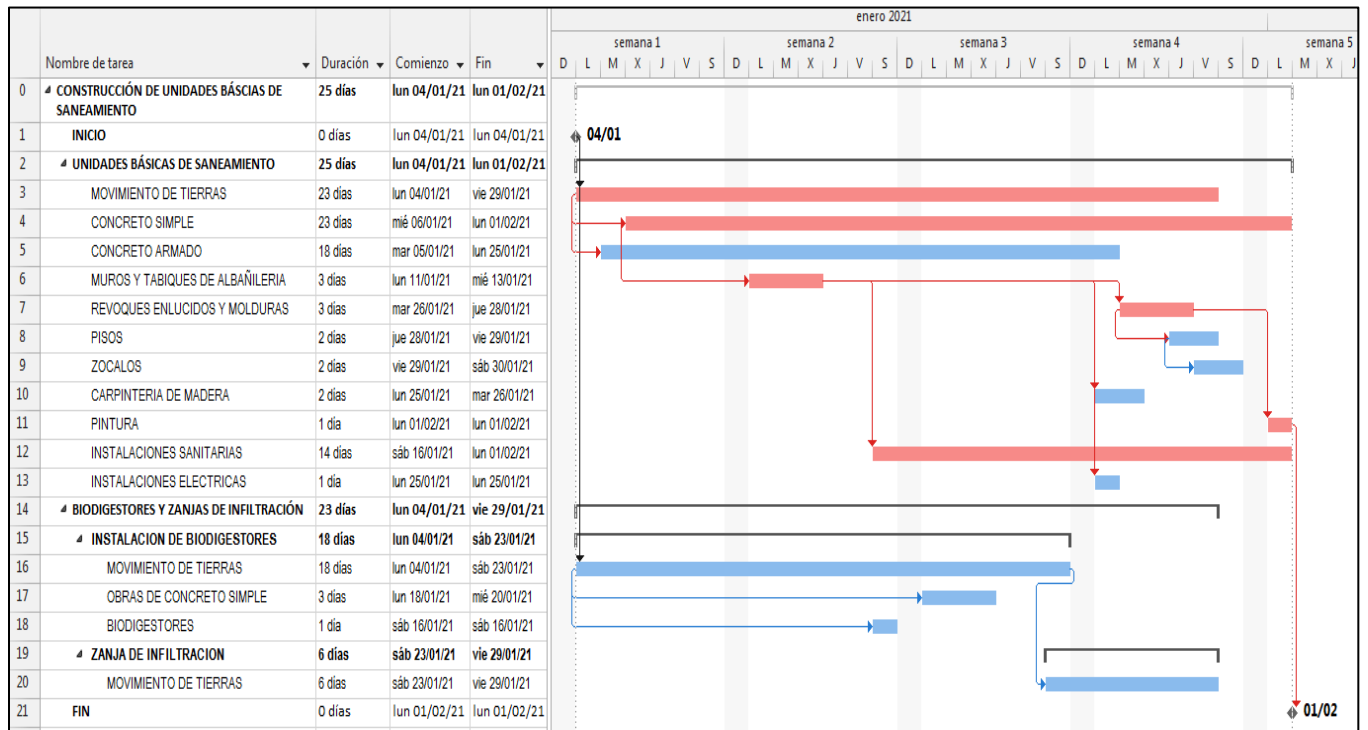 enero 2021
semana 1 semana 2 semana 3 semana 4 semana 5
Nombre de tarea Duración Comienzo Fin D L M X J V S D L M X J V S D L M X J V S D L M X J V S D L M X J
0 CONSTRUCCIÓN DE UNIDADES BÁSCIAS DE 25 días lun 04/01/21 lun 01/02/21
SANEAMIENTO
1 INICIO 0 días lun 04/01/21 lun 04/01/21 04/01
2 UNIDADES BÁSICAS DE SANEAMIENTO 25 días lun 04/01/21 lun 01/02/21
3 MOVIMIENTO DE TIERRAS 23 días lun 04/01/21 vie 29/01/21
4 CONCRETO SIMPLE 23 días mié 06/01/21 lun 01/02/21
5 CONCRETO ARMADO 18 días mar 05/01/21 lun 25/01/21
6 MUROS Y TABIQUES DE ALBAÑILERIA 3 días lun 11/01/21 mié 13/01/21
7 REVOQUES ENLUCIDOS Y MOLDURAS 3 días mar 26/01/21 jue 28/01/21
8 PISOS 2 días jue 28/01/21 vie 29/01/21
9 ZOCALOS 2 días vie 29/01/21 sáb 30/01/21
10 CARPINTERIA DE MADERA 2 días lun 25/01/21 mar 26/01/21
11 PINTURA 1 día lun 01/02/21 lun 01/02/21
12 INSTALACIONES SANITARIAS 14 días sáb 16/01/21 lun 01/02/21
13 INSTALACIONES ELECTRICAS 1 día lun 25/01/21 lun 25/01/21
14 BIODIGESTORES Y ZANJAS DE INFILTRACIÓN 23 días lun 04/01/21 vie 29/01/21
15 INSTALACION DE BIODIGESTORES 18 días lun 04/01/21 sáb 23/01/21
16 MOVIMIENTO DE TIERRAS 18 días lun 04/01/21 sáb 23/01/21
17 OBRAS DE CONCRETO SIMPLE 3 días lun 18/01/21 mié 20/01/21
18 BIODIGESTORES 1 día sáb 16/01/21 sáb 16/01/21
19 ZANJA DE INFILTRACION 6 días sáb 23/01/21 vie 29/01/21
20 MOVIMIENTO DE TIERRAS 6 días sáb 23/01/21 vie 29/01/21
21 FIN 0 días lun 01/02/21 lun 01/02/21 01/02